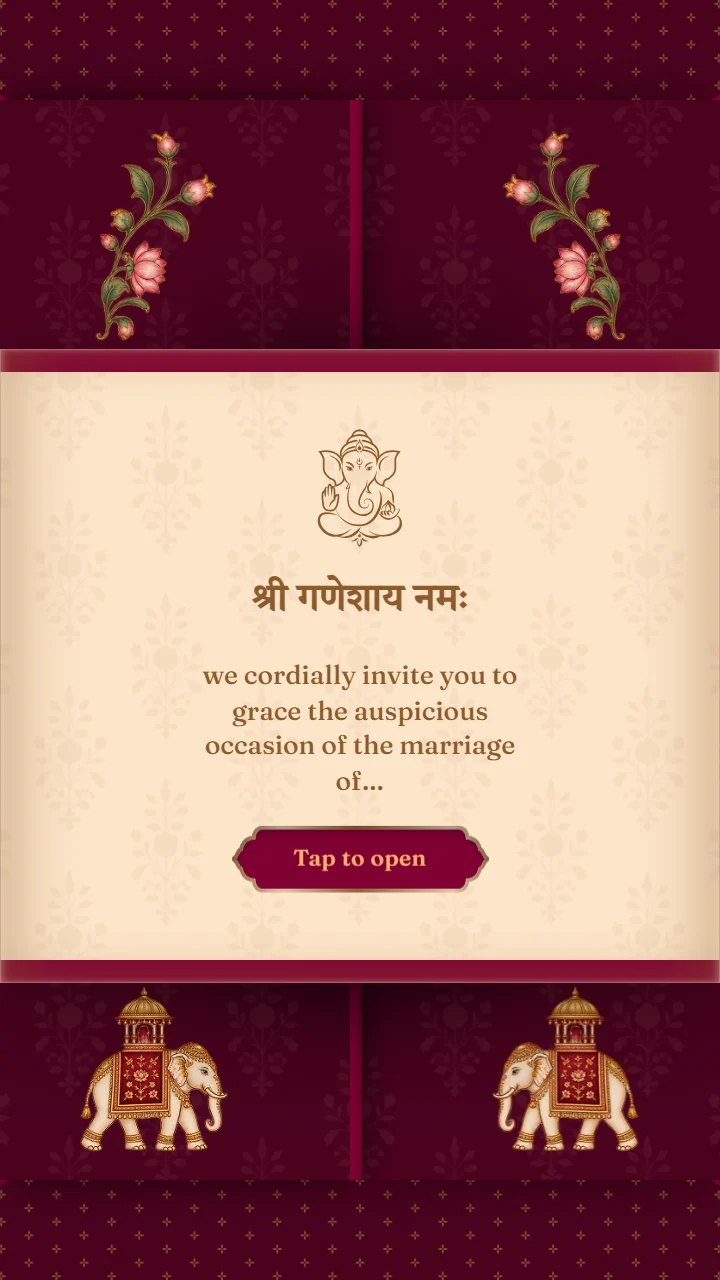 श्री गणेशाय नमः
we cordially invite you to
grace the auspicious
occasion of the marriage
of...
Tap to open